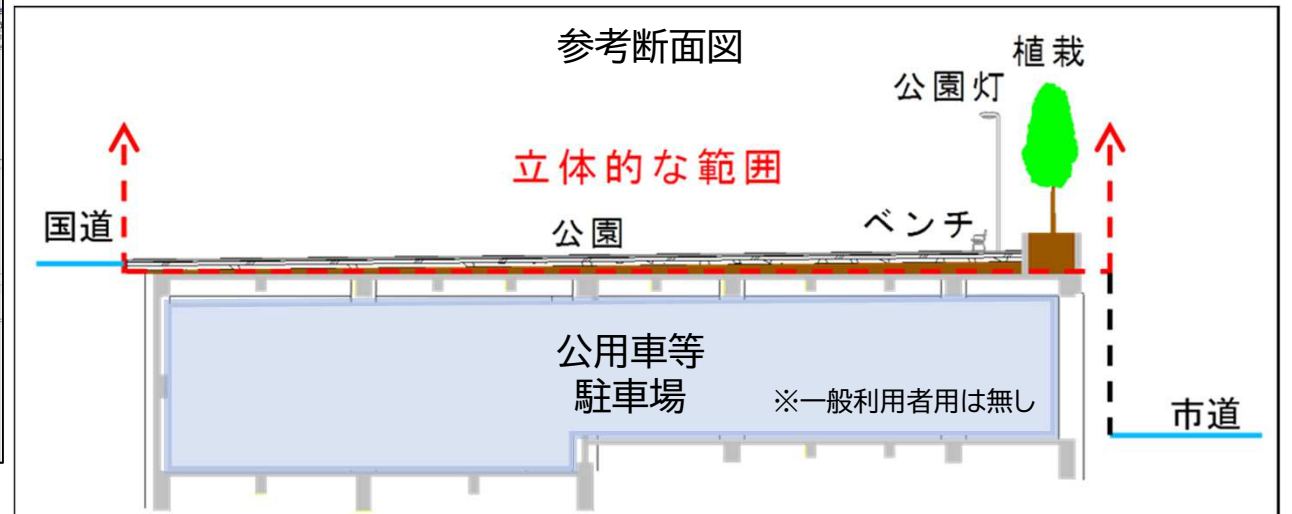 参考断面図
植栽
公園灯
立体的な範囲
国道
公園
ベンチ
公用車等
駐車場
※一般利用者用は無し
市道